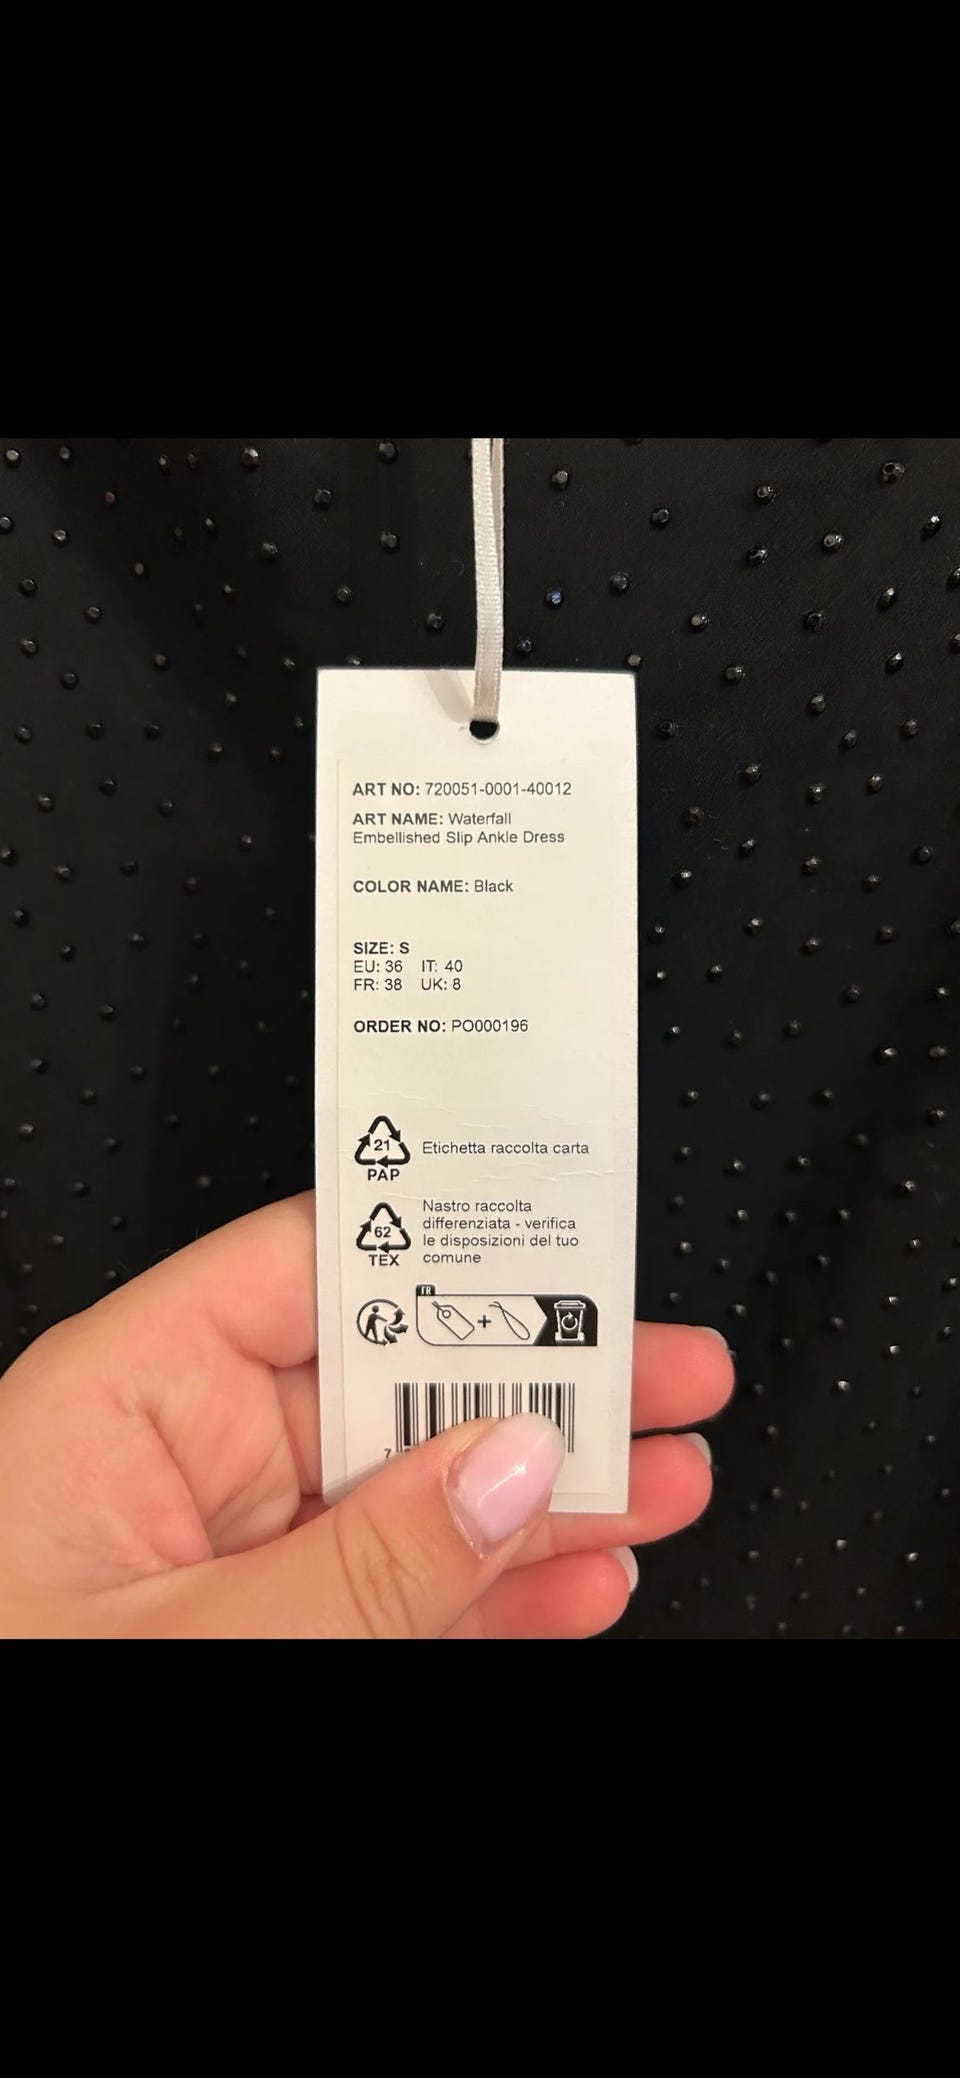 ART NO: 720051-0001-40012
ART NAME: Waterfall
Embellished Slip Ankle Dress
COLOR NAME: Black
SIZE: S
EU: 36 IT: 40
FR: 38 UK: 8
ORDER NO: PO000196
21
PAP
Etichetta raccolta carta
62
TEX
Nastro raccolta
differenziata - verifica
le disposizioni del tuo
comune
FR
+
7